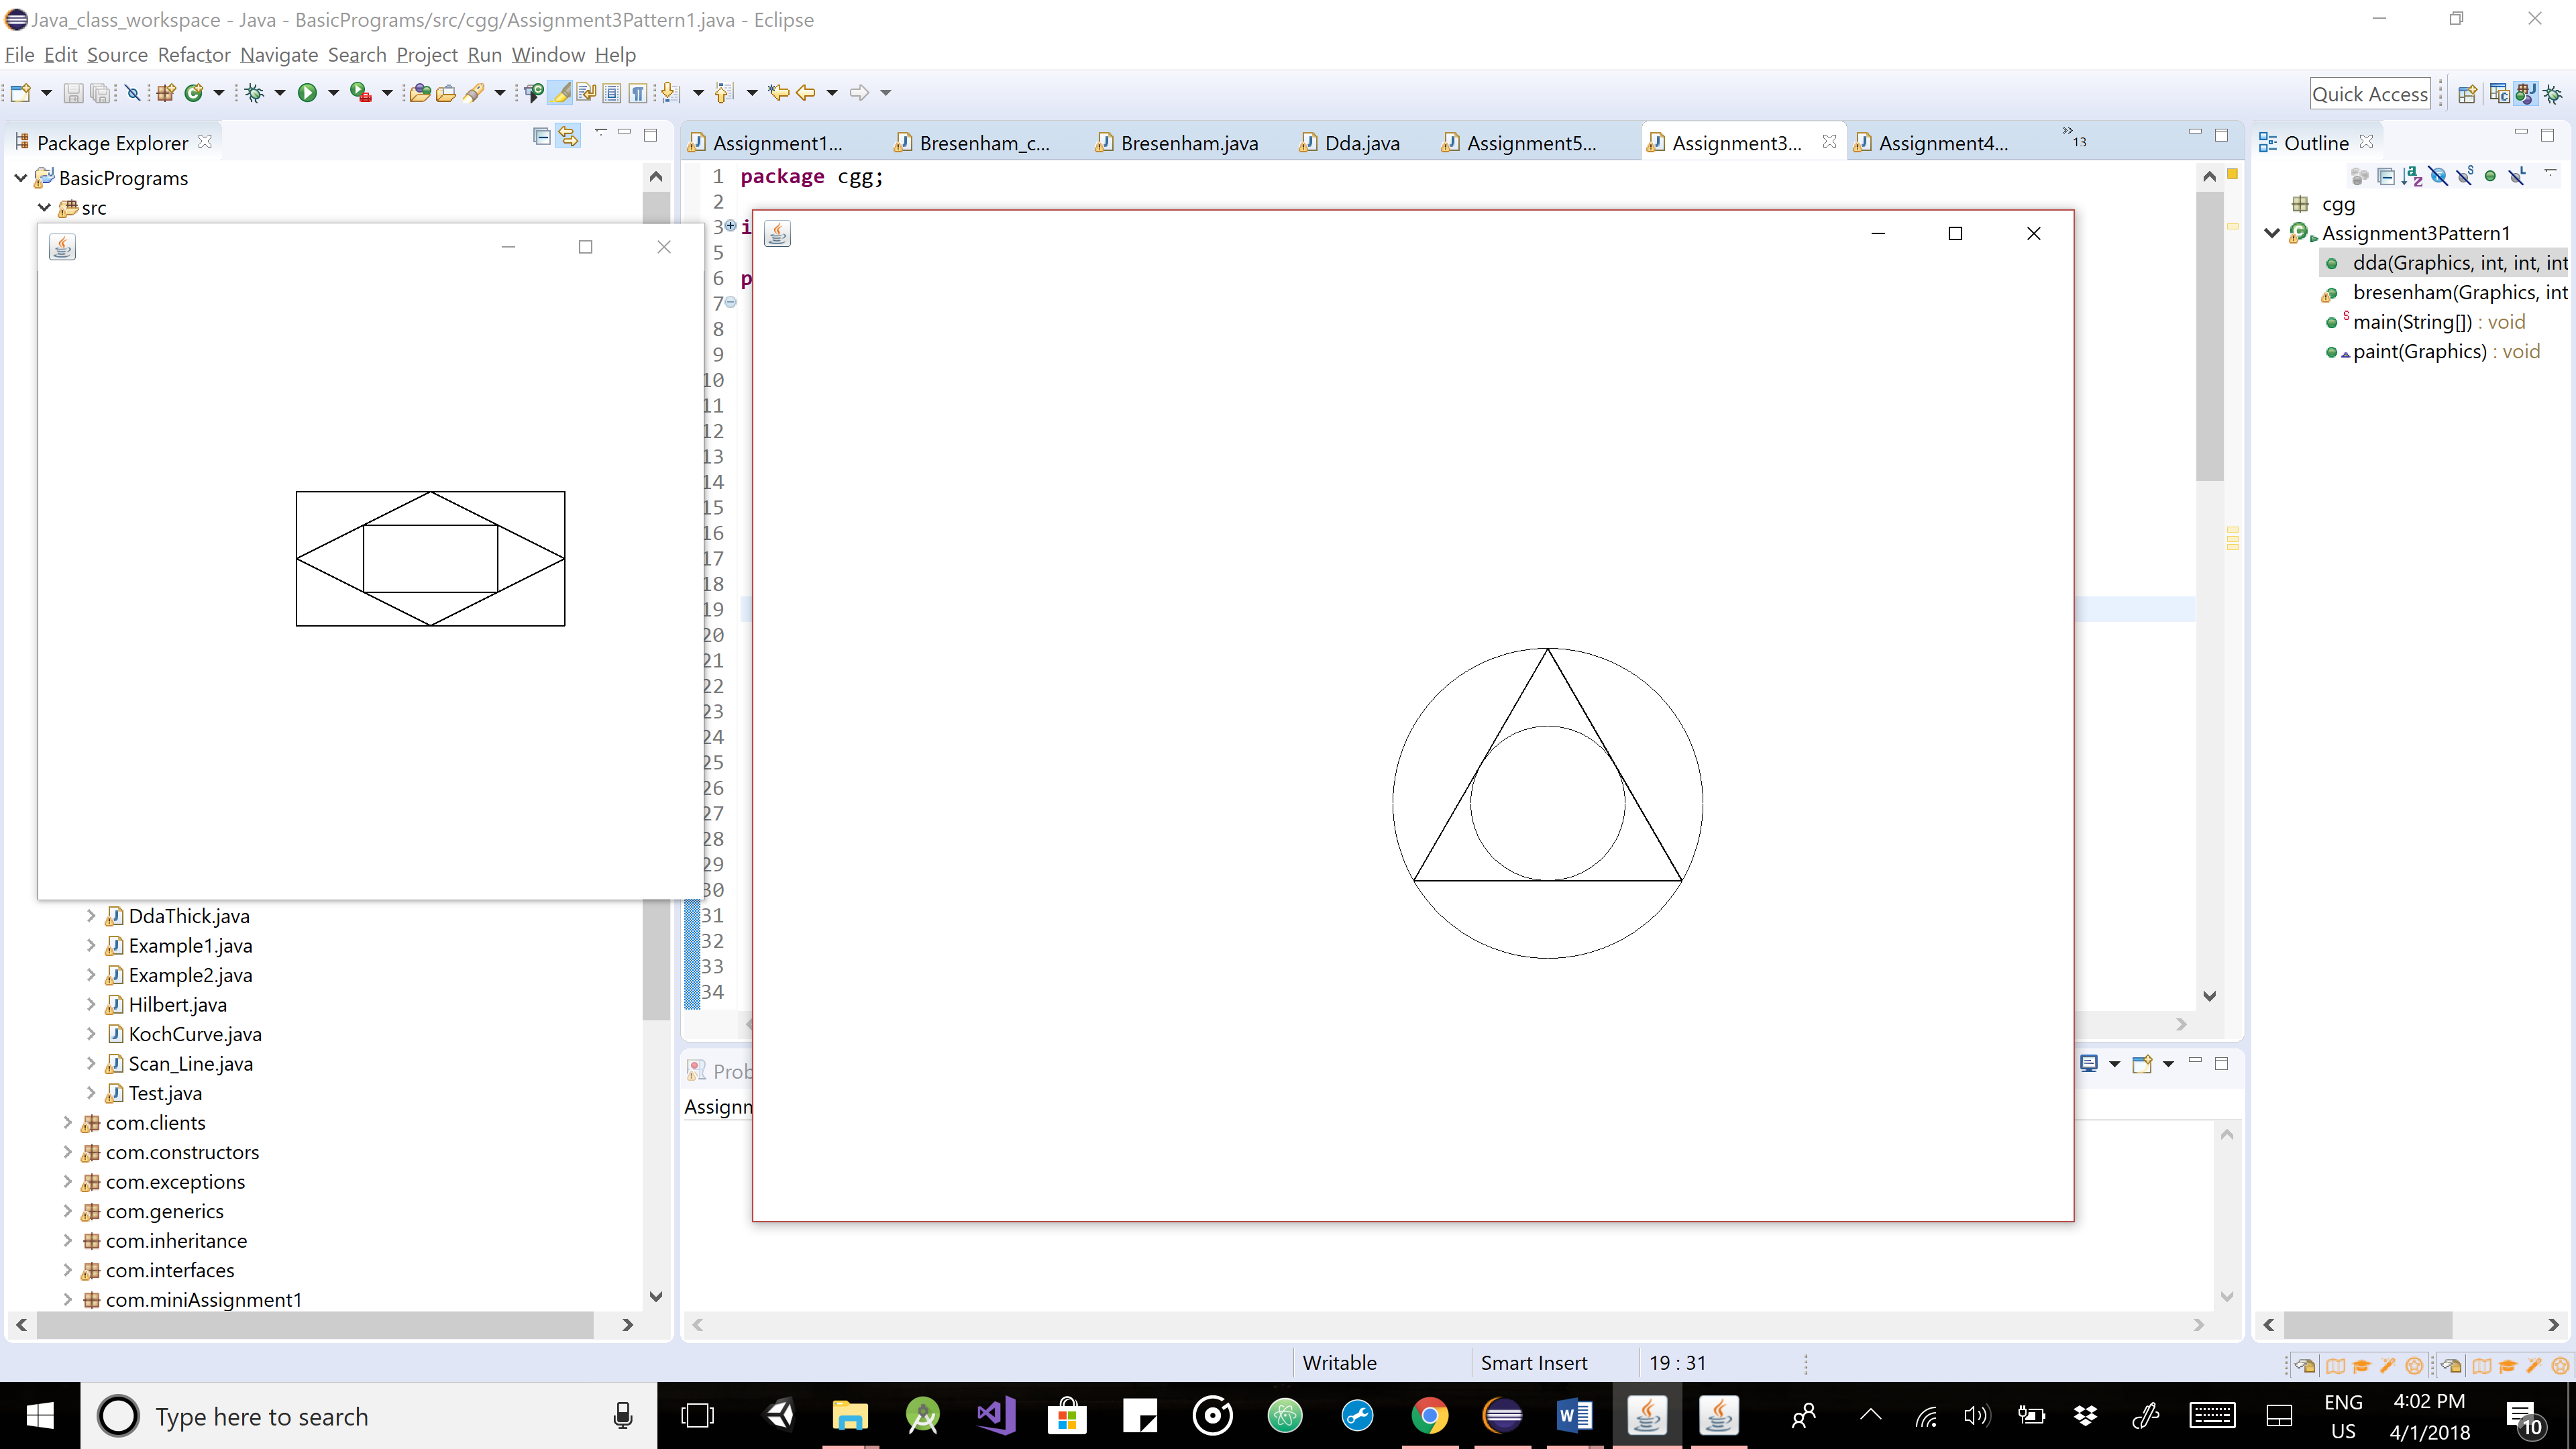 Java_class_workspace - Java - BasicPrograms/src/cgg/Assignment3Pattern1.java - Eclipse
File Edit Source Refactor Navigate Search Project Run Window Help
Quick Access
Package Explorer
BasicPrograms
src
DdaThick.java
Example1.java
Example2.java
Hilbert.java
KochCurve.java
Scan_Line.java
Test.java
com.clients
com.constructors
com.exceptions
com.generics
com.inheritance
com.interfaces
com.miniAssignment1
Assignment1... Bresenham_c... Bresenham.java Dda.java Assignment5... Assignment3... Assignment4... »13
1 package cgg;
2
3 i
5
6 p
7
8
9
10
11
12
13
14
15
16
17
18
19
20
21
22
23
24
25
26
27
28
29
30
31
32
33
34
Prob
Assignm
Outline
cgg
Assignment3Pattern1
dda(Graphics, int, int, int
bresenham(Graphics, int
main(String[]) : void
paint(Graphics) : void
Writable Smart Insert 19 : 31
Type here to search
ENG
US
4:02 PM
4/1/2018
10